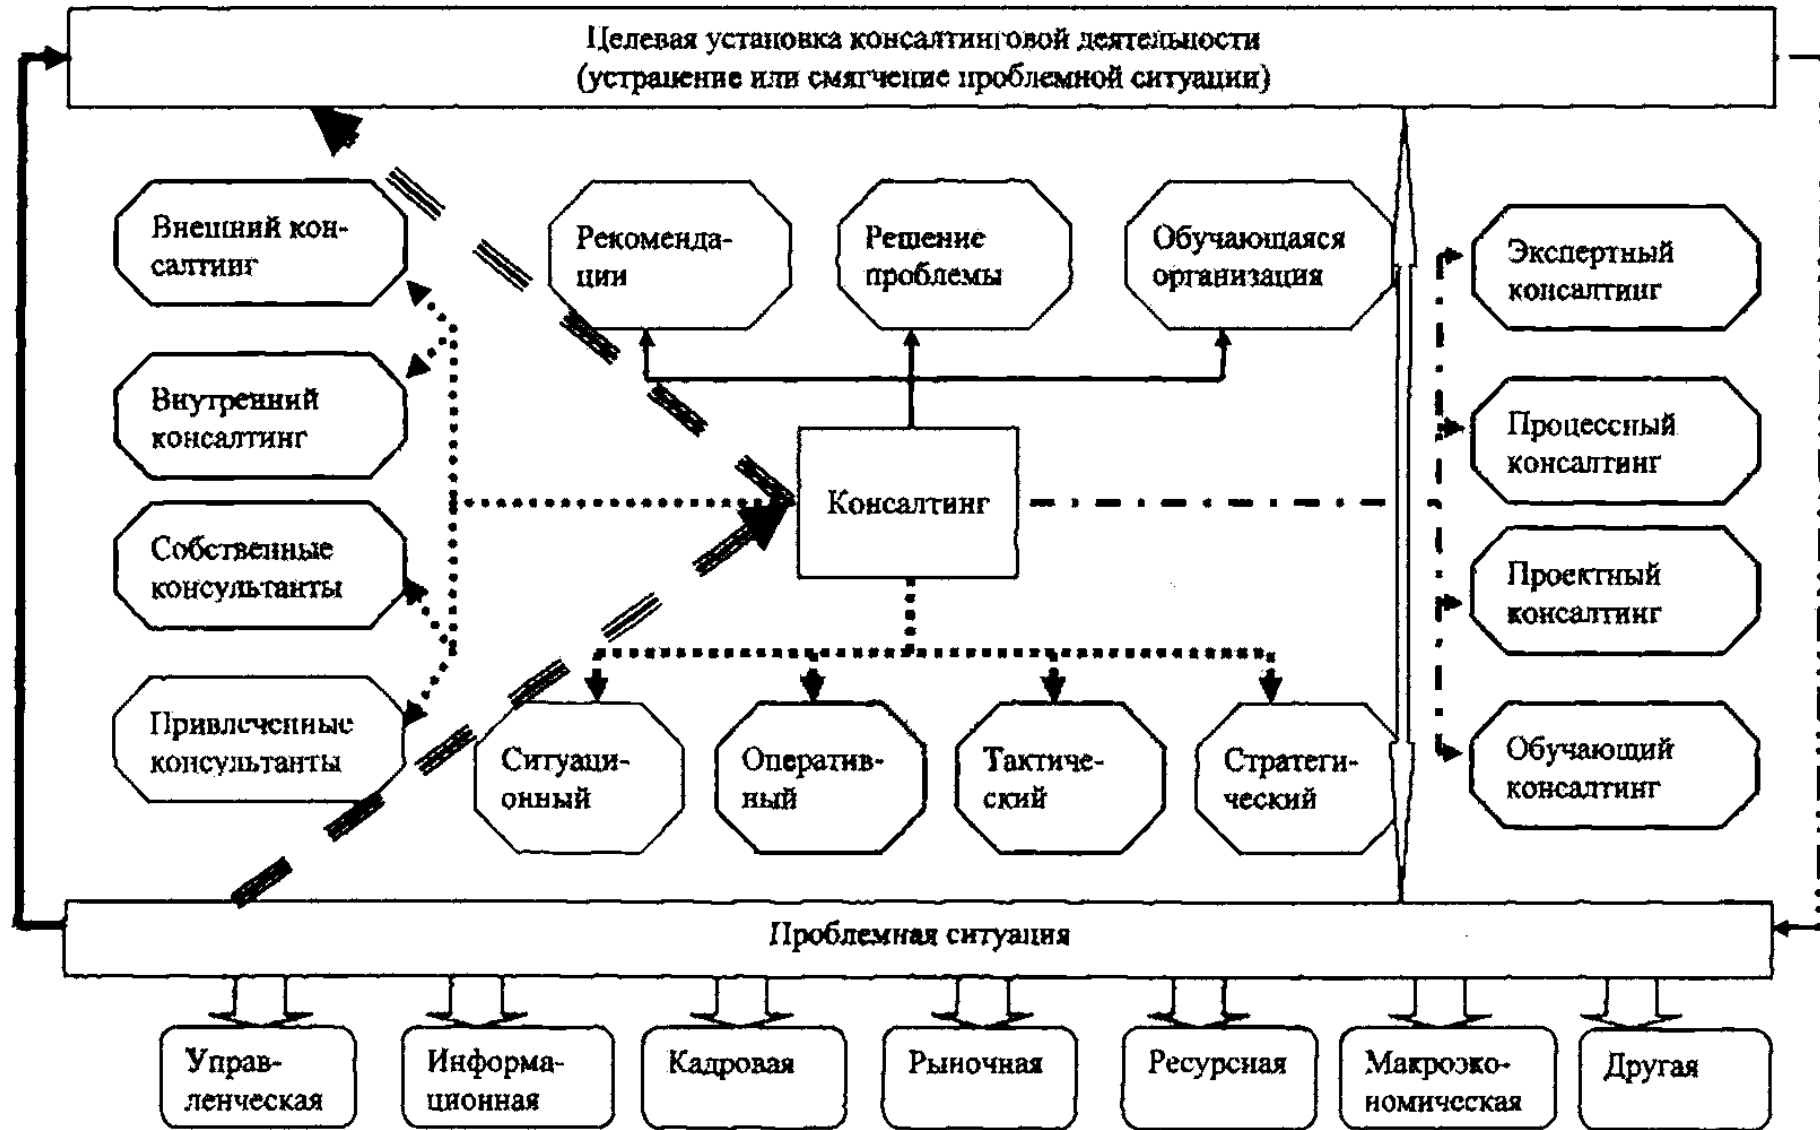 Целевая установка консалтинговой деятельности
(устранение или смягчение проблемной ситуации)
Внешний кон-
салтинг
Рекоменда-
ции
Решение
проблемы
Обучающаяся
организация
Экспертный
консалтинг
Внутренний
консалтинг
Процессный
консалтинг
Консалтинг
Собственные
консультанты
Проектный
консалтинг
Привлеченные
консультанты
Ситуаци-
онный
Оператив-
ный
Тактиче-
ский
Стратеги-
ческий
Обучающий
консалтинг
Проблемная ситуация
Управ-
ленческая
Информа-
ционная
Кадровая
Рыночная
Ресурсная
Макроэко-
номическая
Другая